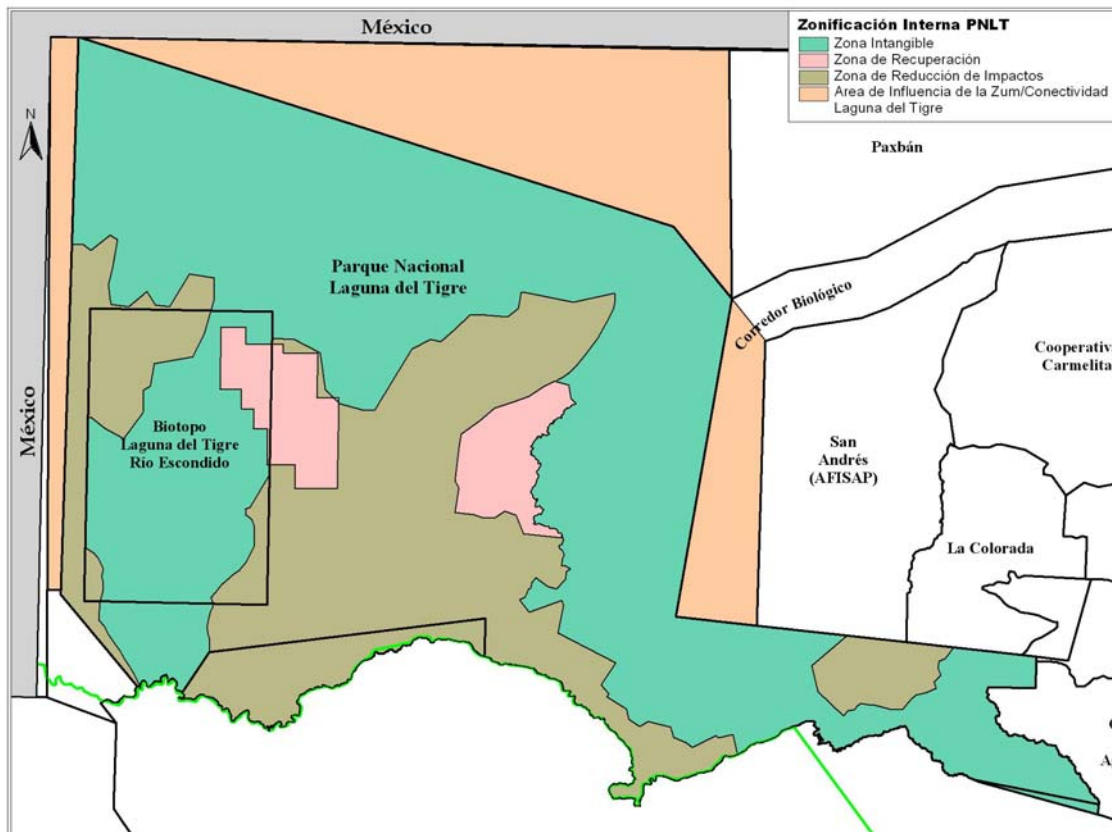 México
Zonificación Interna PNLT
Zona Intangible
Zona de Recuperación
Zona de Reducción de Impactos
Area de Influencia de la Zum/Conectividad
Laguna del Tigre
N
Paxbán
Parque Nacional
Laguna del Tigre
Corredor Biológico
Cooperativ
Carmelita
México
Biotopo
Laguna del Tigre
Río Escondido
San
Andrés
(AFISAP)
La Colorada
A